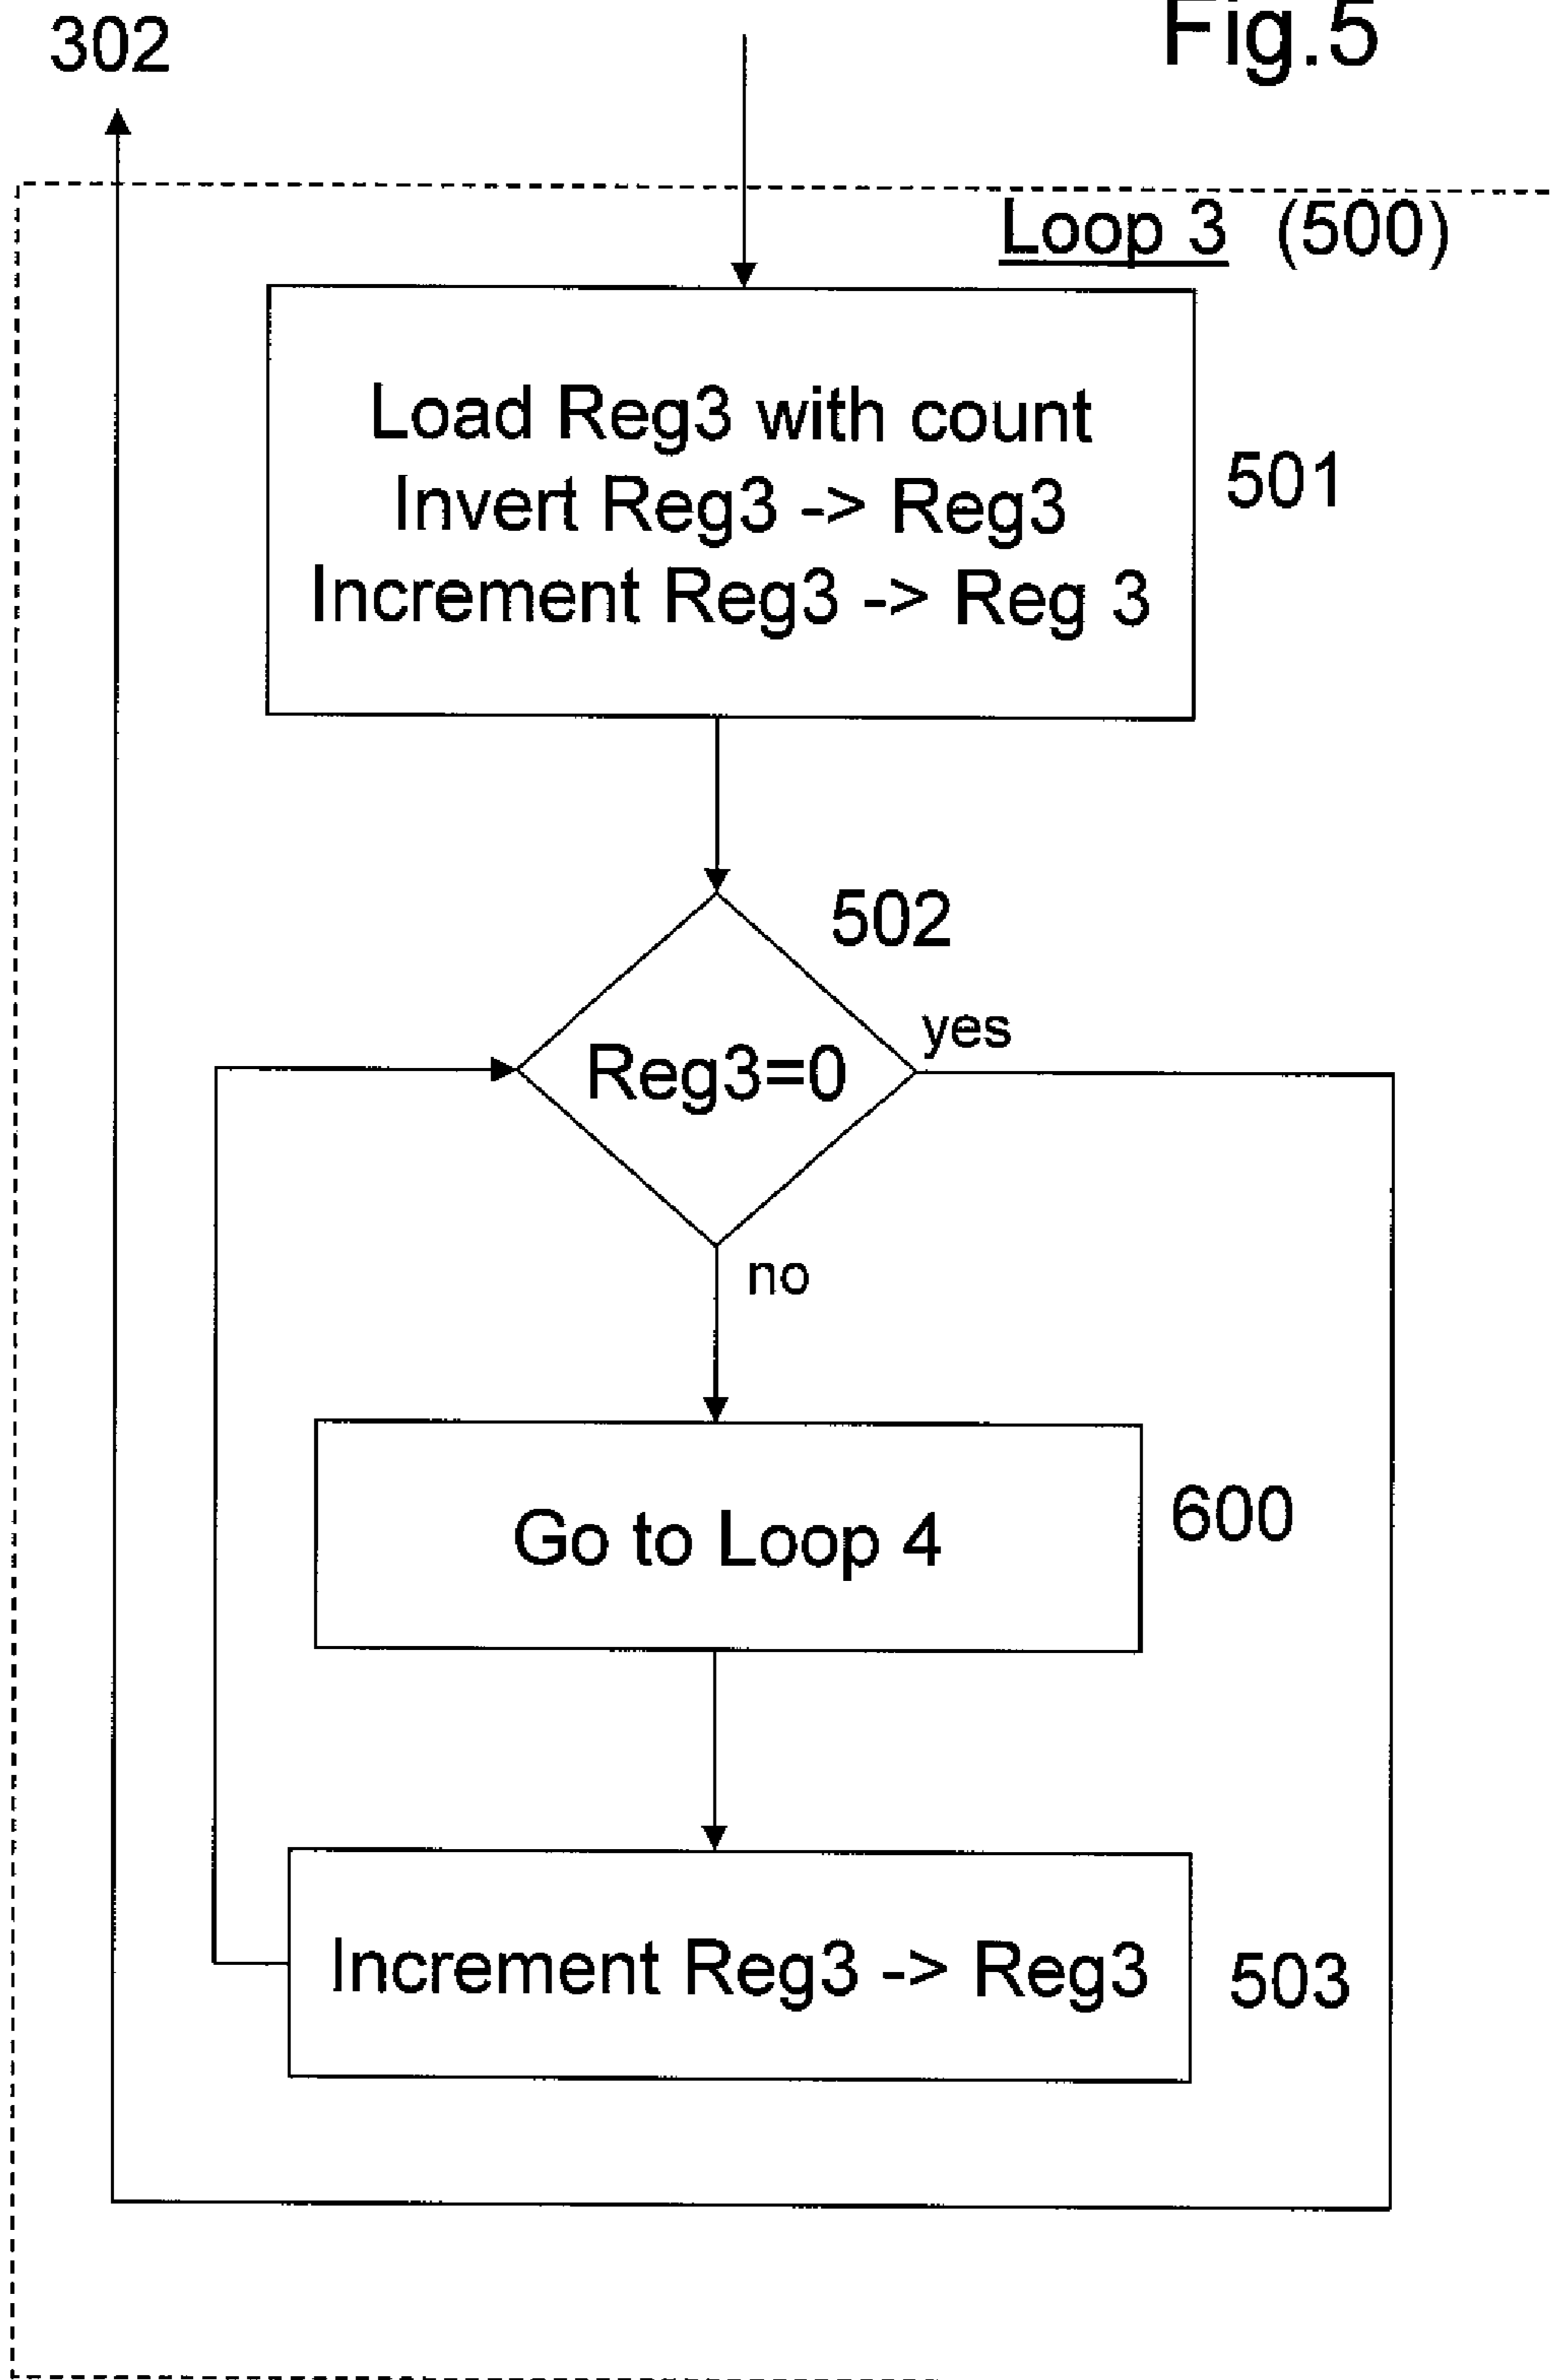 302
Fig.5
Loop 3 (500)
Load Reg3 with count
Invert Reg3 -> Reg3
Increment Reg3 -> Reg 3
501
502
yes
Reg3=0
no
Go to Loop 4
600
Increment Reg3 -> Reg3
503